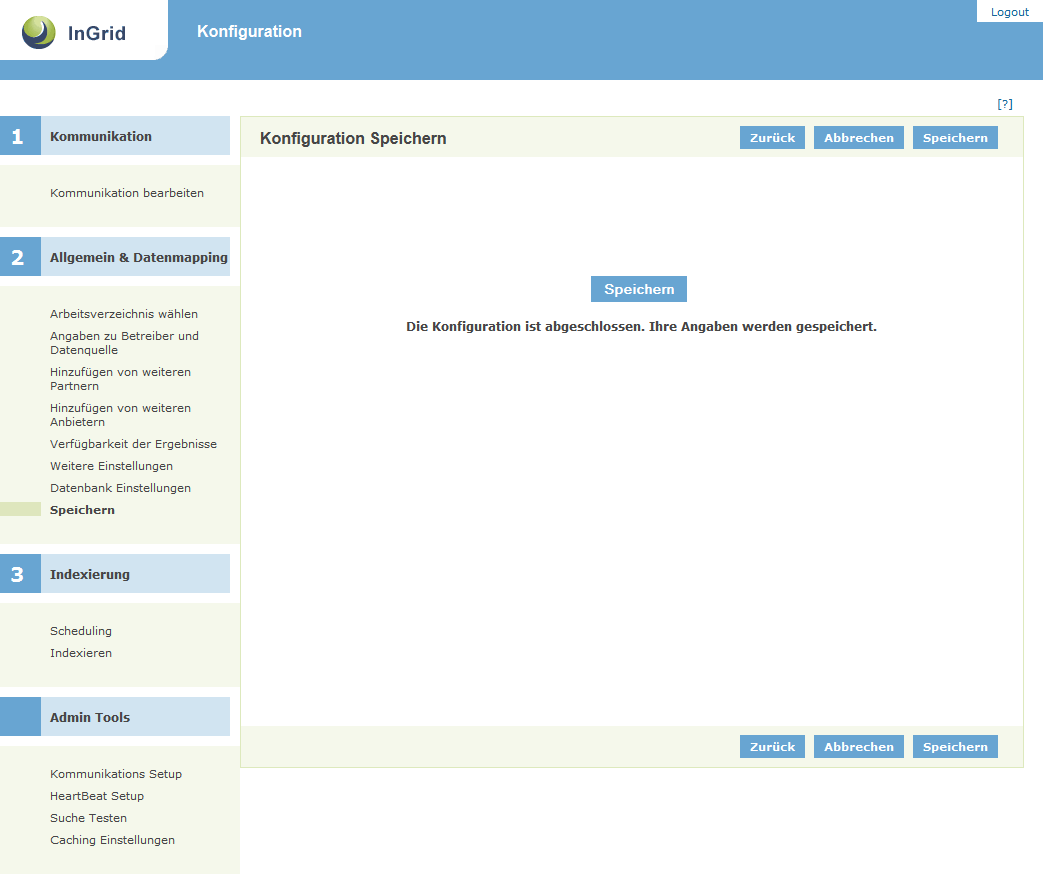 InGrid
Konfiguration
Logout
[?]
1 Kommunikation
Kommunikation bearbeiten
2 Allgemein & Datenmapping
Arbeitsverzeichnis wählen
Angaben zu Betreiber und
Datenquelle
Hinzufügen von weiteren
Partnern
Hinzufügen von weiteren
Anbietern
Verfügbarkeit der Ergebnisse
Weitere Einstellungen
Datenbank Einstellungen
Speichern
3 Indexierung
Scheduling
Indexieren
Admin Tools
Kommunikations Setup
HeartBeat Setup
Suche Testen
Caching Einstellungen
Konfiguration Speichern
Zurück Abbrechen Speichern
Speichern
Die Konfiguration ist abgeschlossen. Ihre Angaben werden gespeichert.
Zurück Abbrechen Speichern